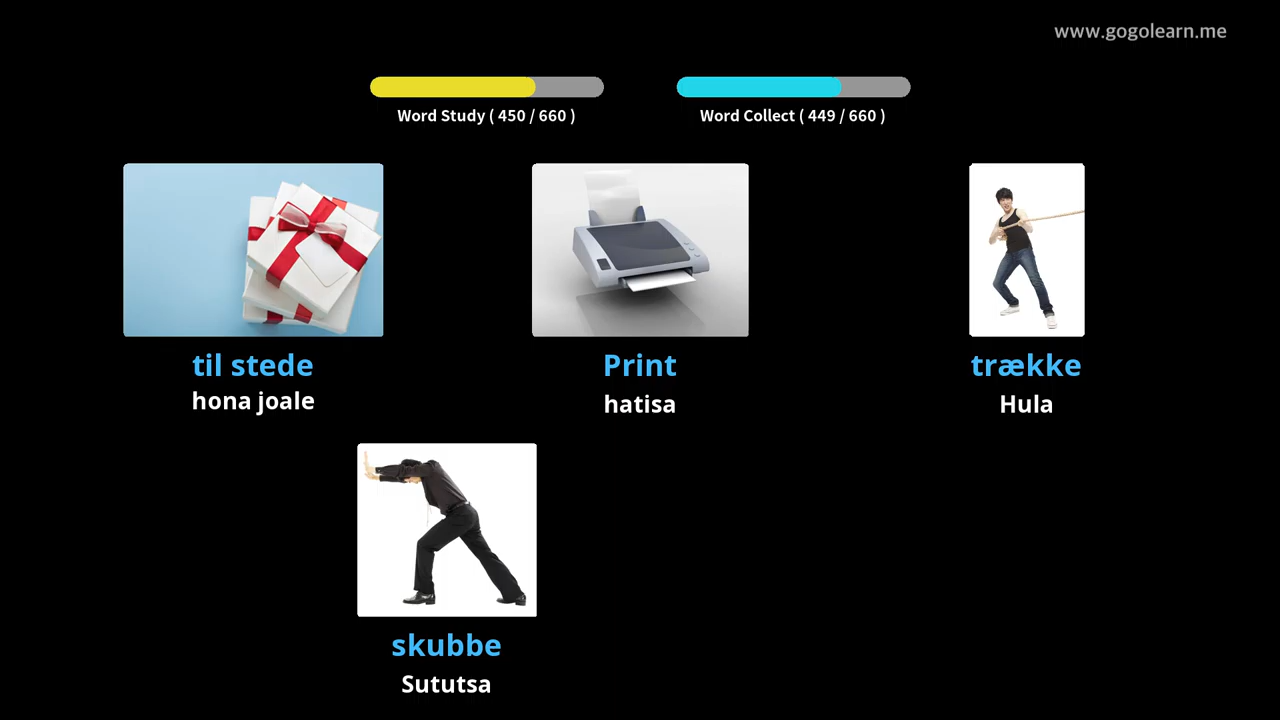 www.gogolearn.me
Word Study ( 450 / 660 )
Word Collect ( 449 / 660 )
til stede
hona joale
Print
hatisa
trække
Hula
skubbe
Sututsa